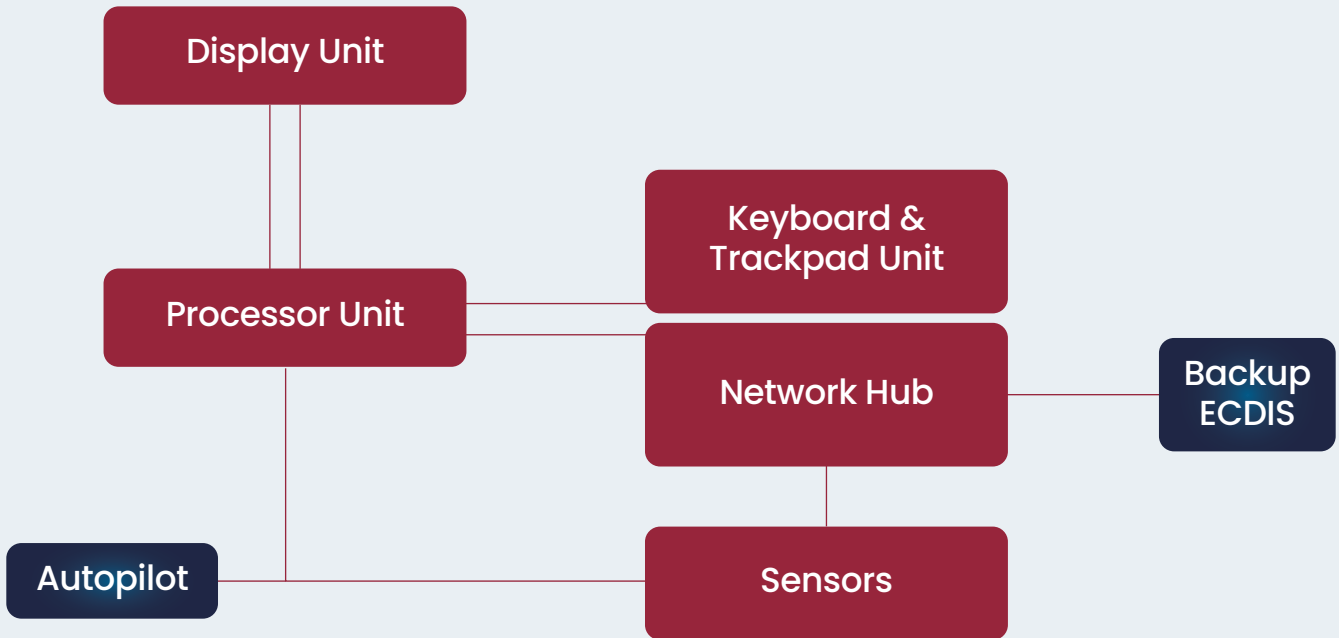 Display Unit
Keyboard &
Trackpad Unit
Processor Unit
Network Hub
Backup
ECDIS
Autopilot
Sensors